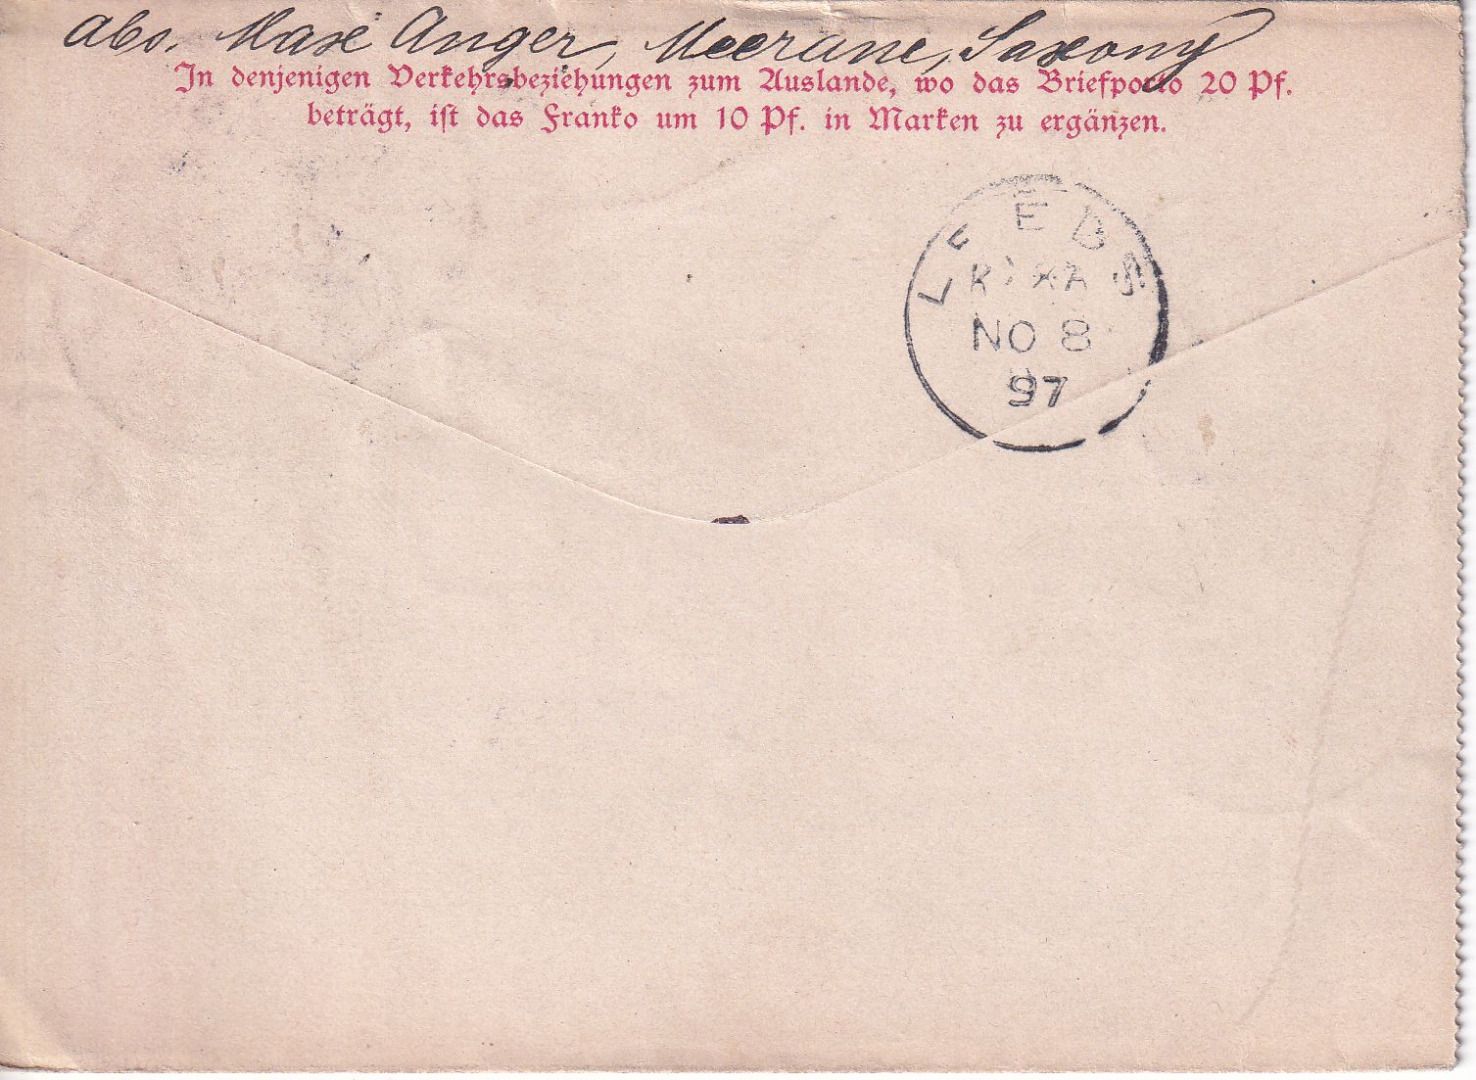 abs. Max Anger, Meerane, Saxony
In denjenigen Verkehrsbeziehungen zum Auslande, wo das Briefporto 20 Pf.
beträgt, ist das Franko um 10 Pf. in Marken zu ergänzen.
LEEDS
NO 8
97